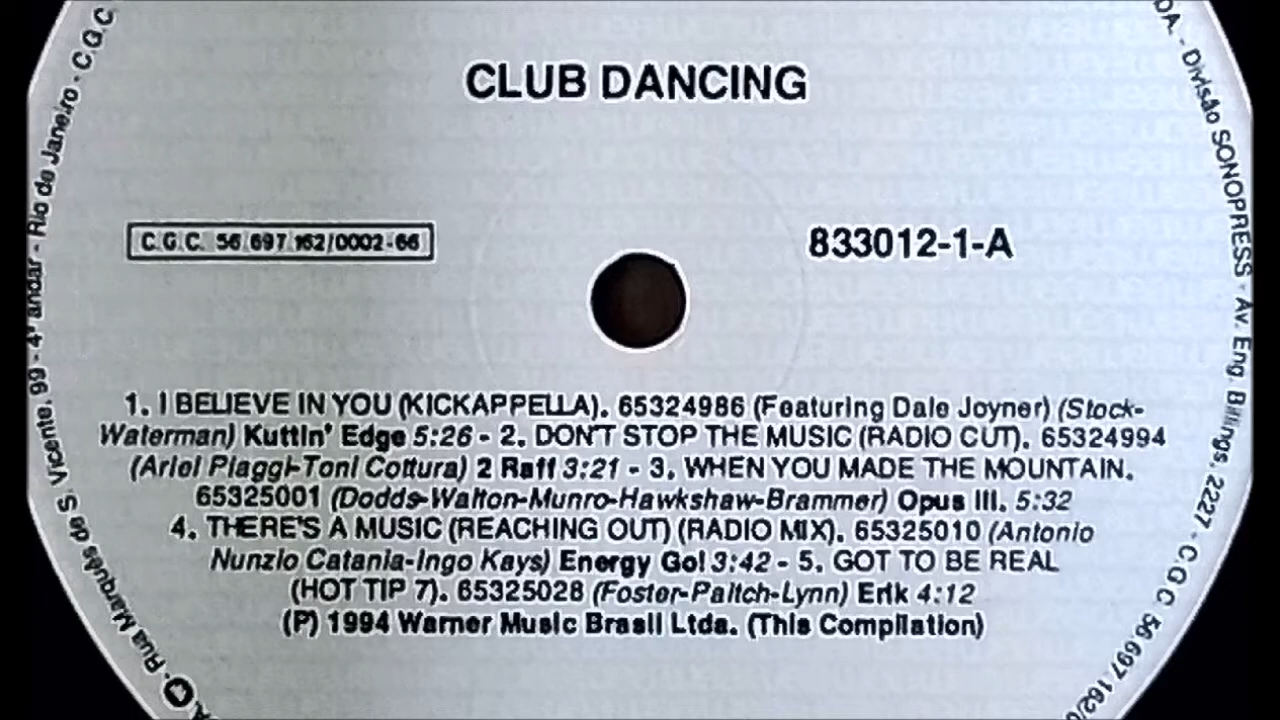 CLUB DANCING
C.G.C. 56.697.162/0002-66
833012-1-A
1. I BELIEVE IN YOU (KICKAPPELLA). 65324986 (Featuring Dale Joyner) (Stock-
Waterman) Kuttin' Edge 5:26 - 2. DON'T STOP THE MUSIC (RADIO CUT). 65324994
(Ariel Piaggi-Toni Cottura) 2 Raff 3:21 - 3. WHEN YOU MADE THE MOUNTAIN.
65325001 (Dodds-Walton-Munro-Hawkshaw-Brammer) Opus III. 5:32
4. THERE'S A MUSIC (REACHING OUT) (RADIO MIX). 65325010 (Antonio
Nunzio Catania-Ingo Kays) Energy Go! 3:42 - 5. GOT TO BE REAL
(HOT TIP 7). 65325028 (Foster-Paitch-Lynn) Erik 4:12
(P) 1994 Warner Music Brasil Ltda. (This Compilation)
Rua Marquês de S. Vicente, 99 - 4º andar - Rio de Janeiro - C.G.C
DA. - Divisão SONOPRESS - Av. Eng. Billings, 2227 - C.G.C 56.697.162/0